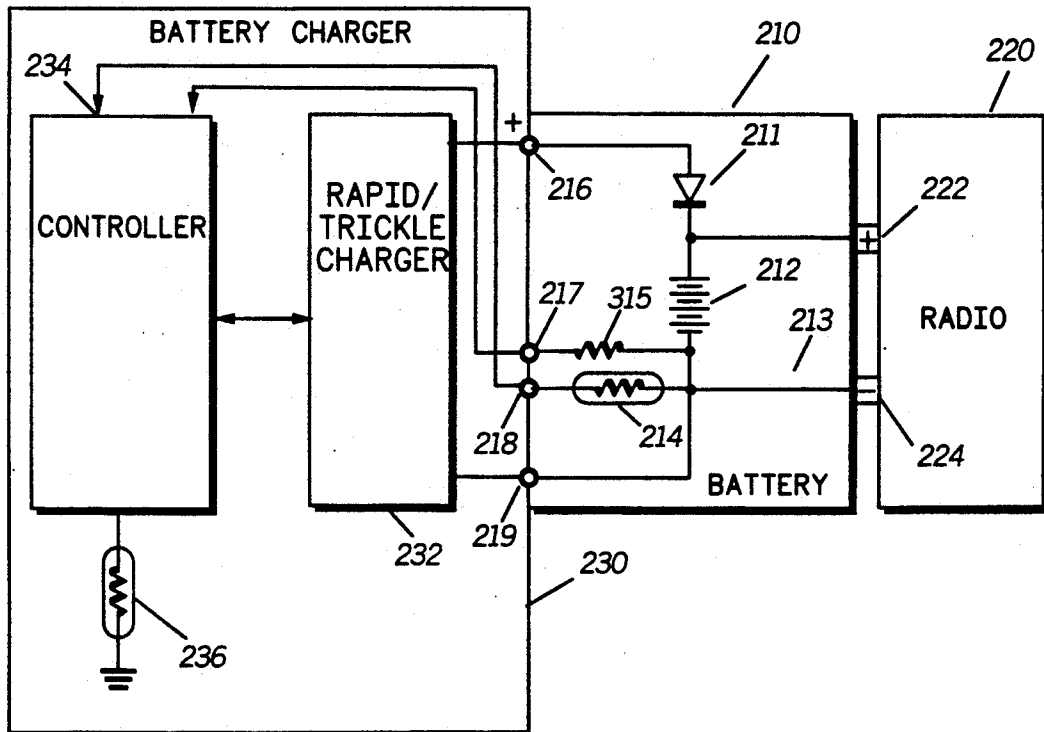 BATTERY CHARGER
210
220
234
+
211
216
CONTROLLER
RAPID/
TRICKLE
CHARGER
222
+
217
315
212
213
RADIO
−
218
214
224
219
BATTERY
232
230
236